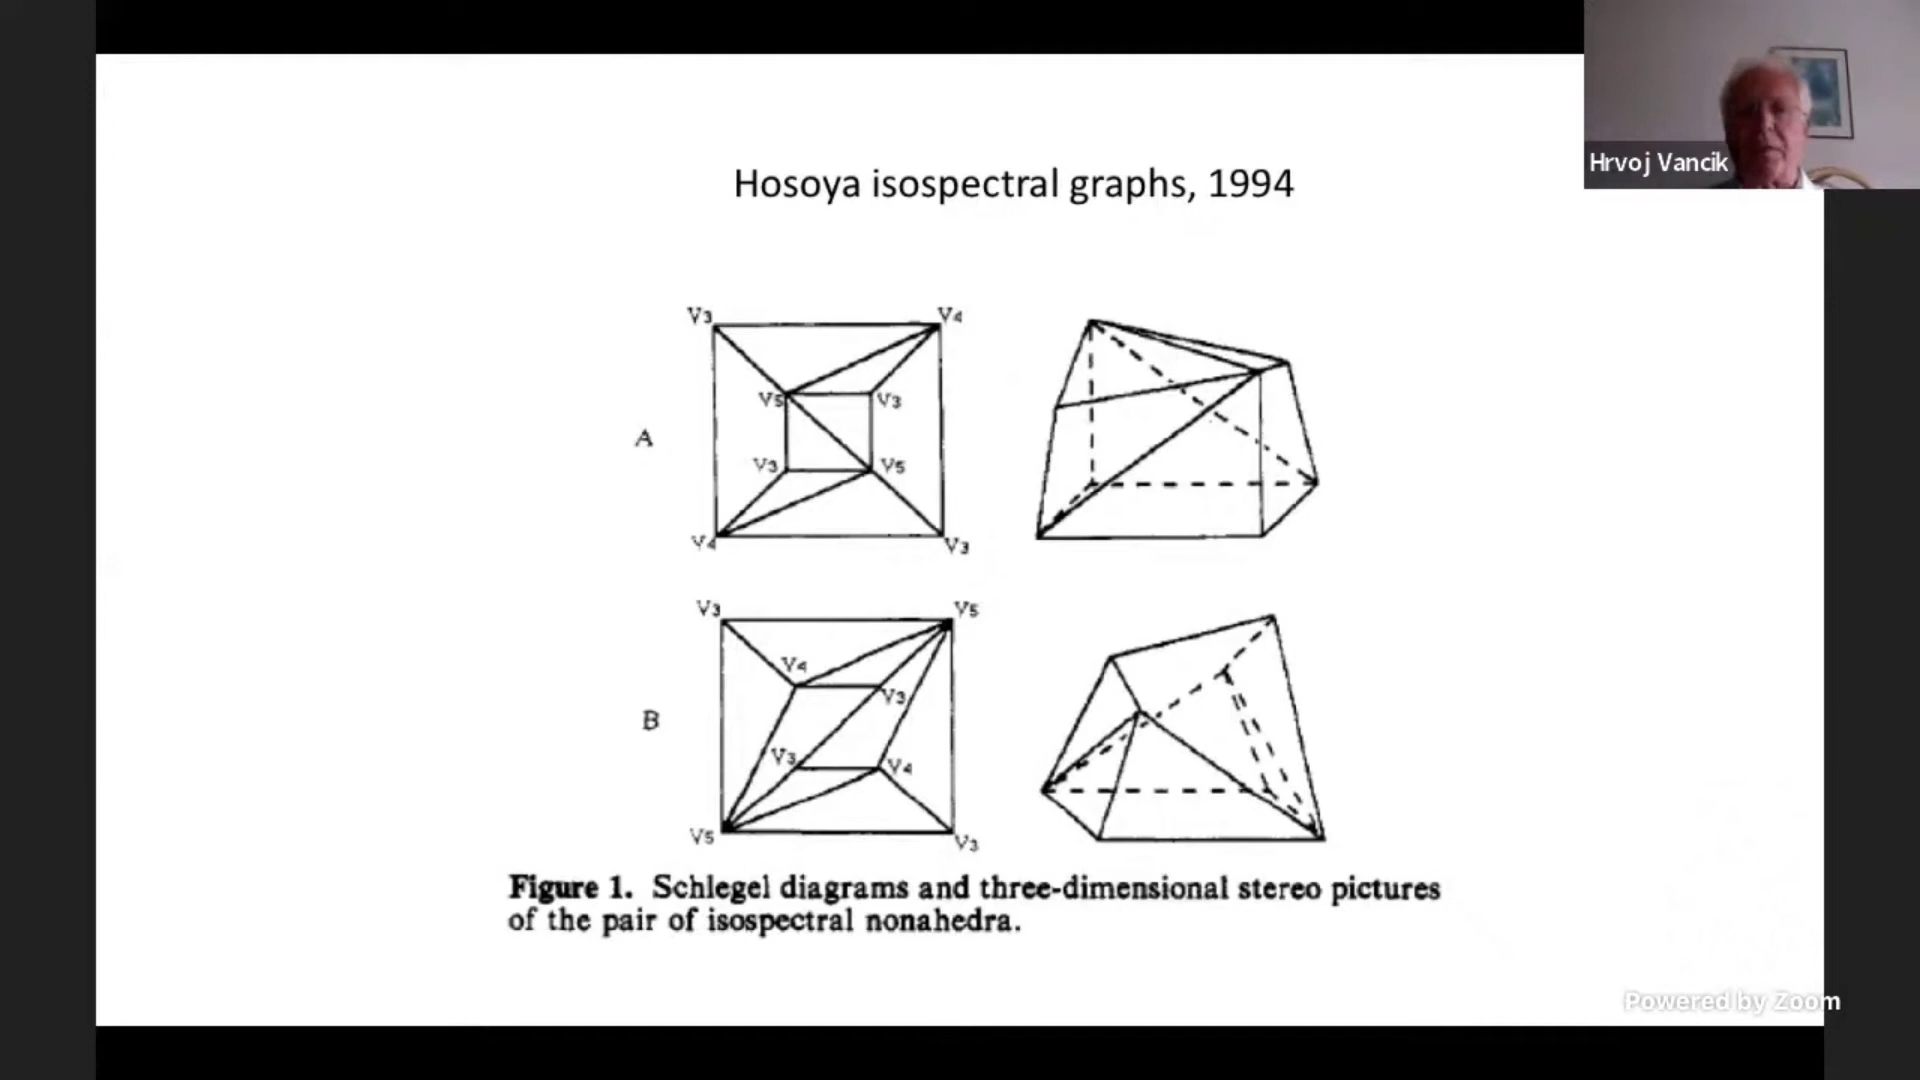 Hrvoj Vancik
Hosoya isospectral graphs, 1994
V3 V4
V5 V3
A
V3 V5
V4 V3
V3 V5
V4
V3
B
V3 V4
V5 V3
Figure 1. Schlegel diagrams and three-dimensional stereo pictures
of the pair of isospectral nonahedra.
Powered by Zoom